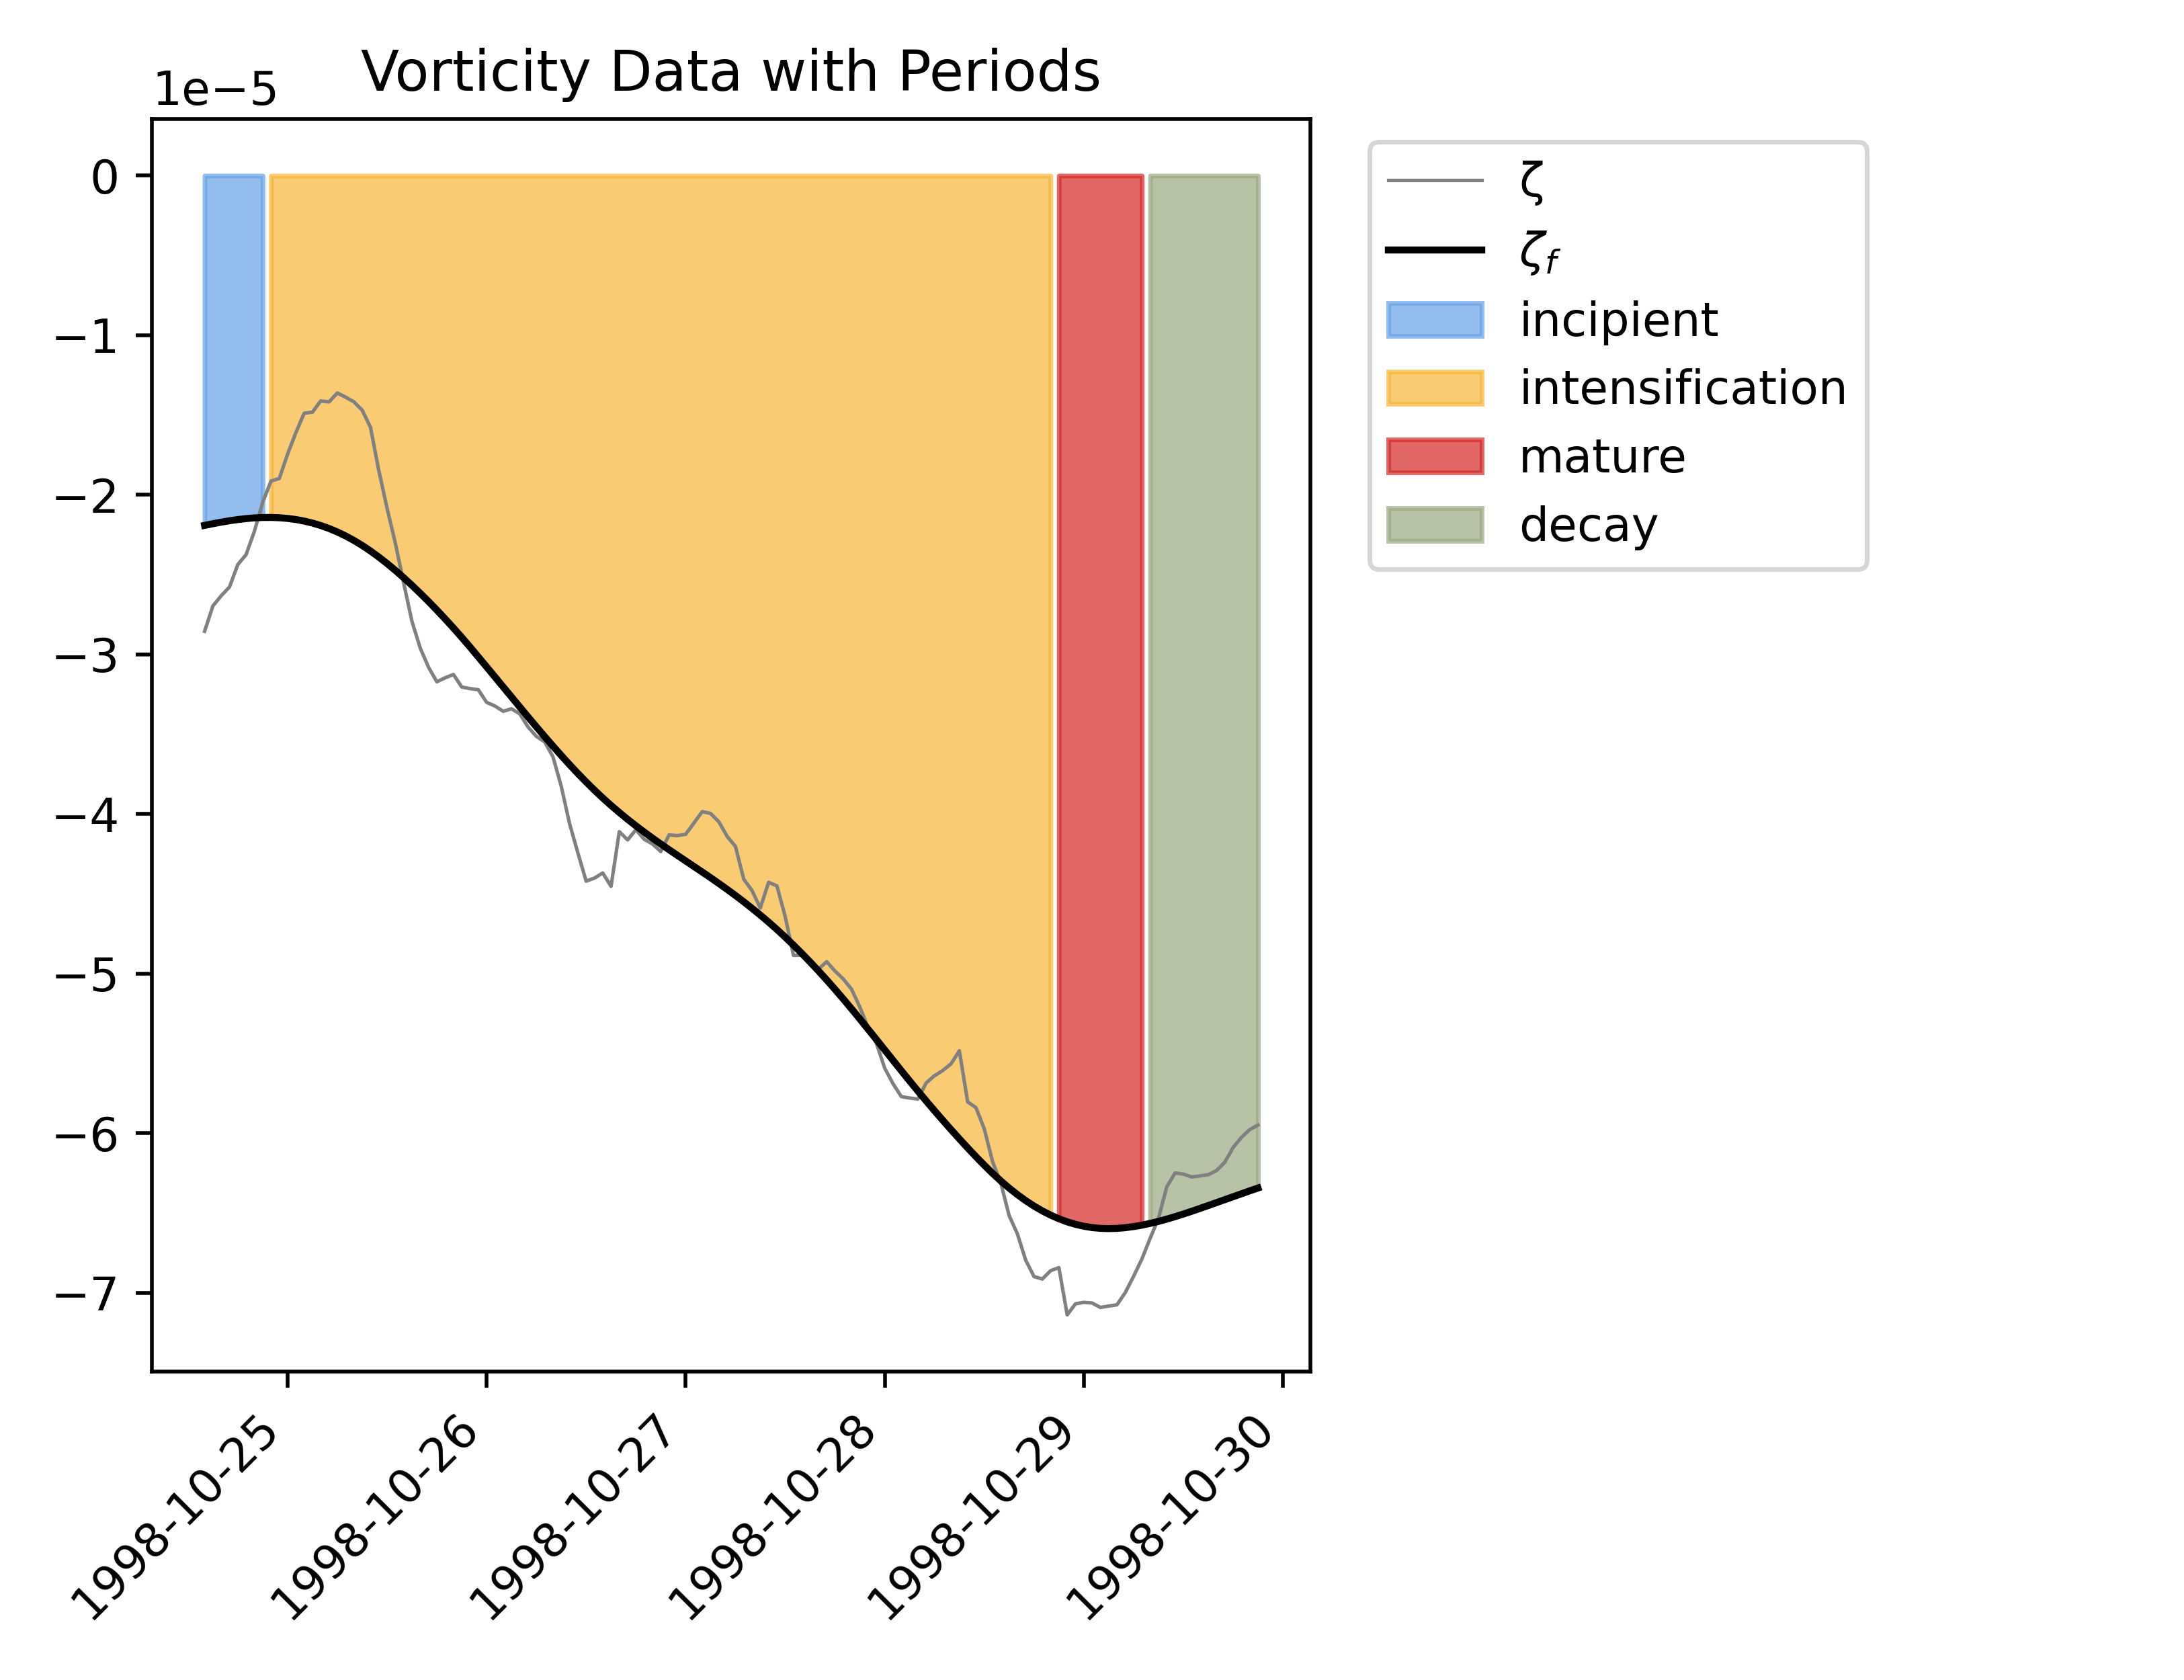 Vorticity Data with Periods
1e−5
0
−1
−2
−3
−4
−5
−6
−7
1998-10-25
1998-10-26
1998-10-27
1998-10-28
1998-10-29
1998-10-30
ζ
ζf
incipient
intensification
mature
decay